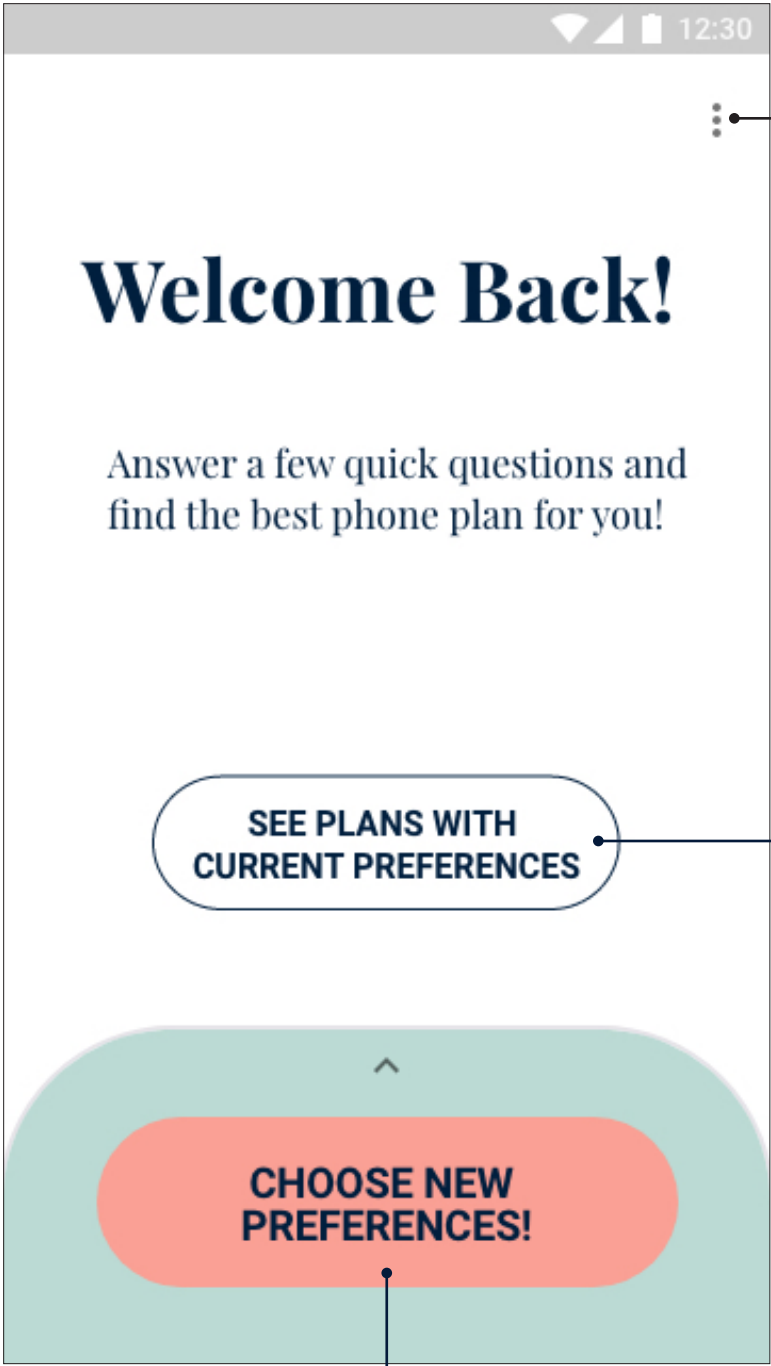 12:30
Welcome Back!
Answer a few quick questions and
find the best phone plan for you!
SEE PLANS WITH
CURRENT PREFERENCES
CHOOSE NEW
PREFERENCES!